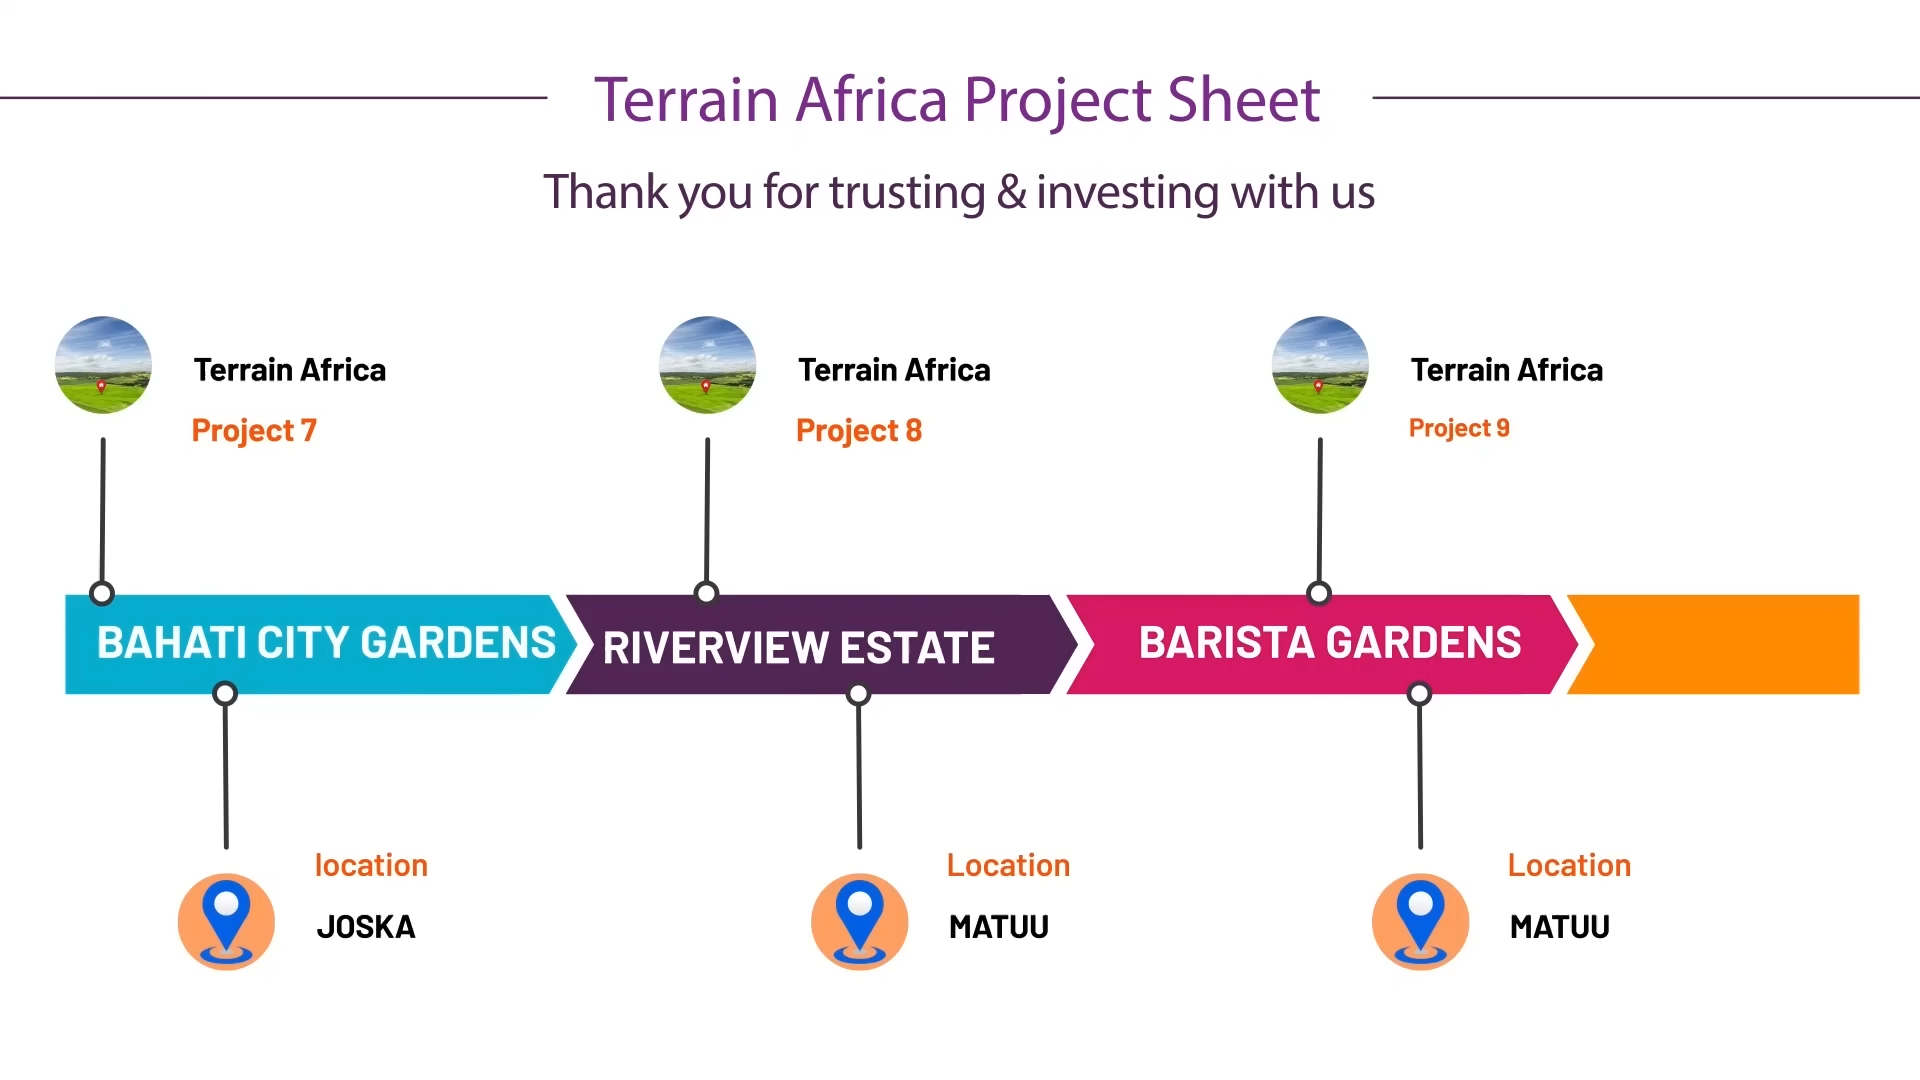 Terrain Africa Project Sheet
Thank you for trusting & investing with us
Terrain Africa
Project 7
Terrain Africa
Project 8
Terrain Africa
Project 9
BAHATI CITY GARDENS
RIVERVIEW ESTATE
BARISTA GARDENS
location
JOSKA
Location
MATUU
Location
MATUU